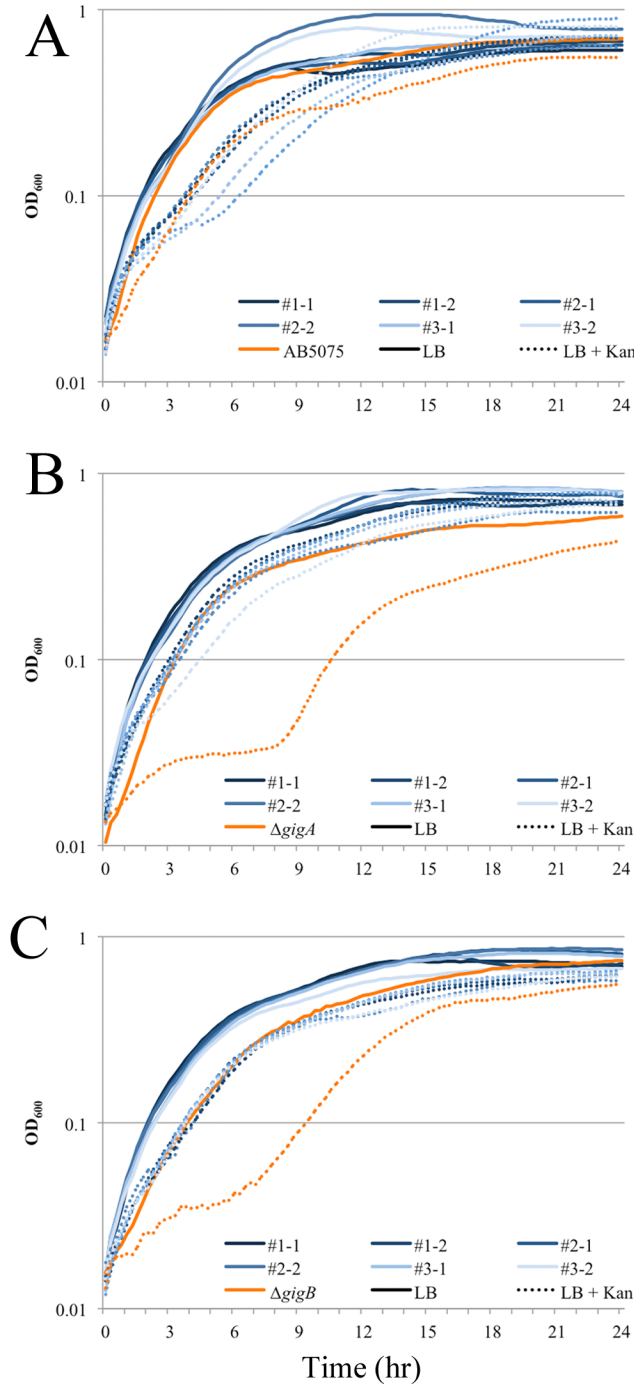 A
1
0.1
0.01
OD600
#1-1 #1-2 #2-1
#2-2 #3-1 #3-2
AB5075 LB LB + Kan
0 3 6 9 12 15 18 21 24
B
1
0.1
0.01
OD600
#1-1 #1-2 #2-1
#2-2 #3-1 #3-2
ΔgigA LB LB + Kan
0 3 6 9 12 15 18 21 24
C
1
0.1
0.01
OD600
#1-1 #1-2 #2-1
#2-2 #3-1 #3-2
ΔgigB LB LB + Kan
0 3 6 9 12 15 18 21 24
Time (hr)